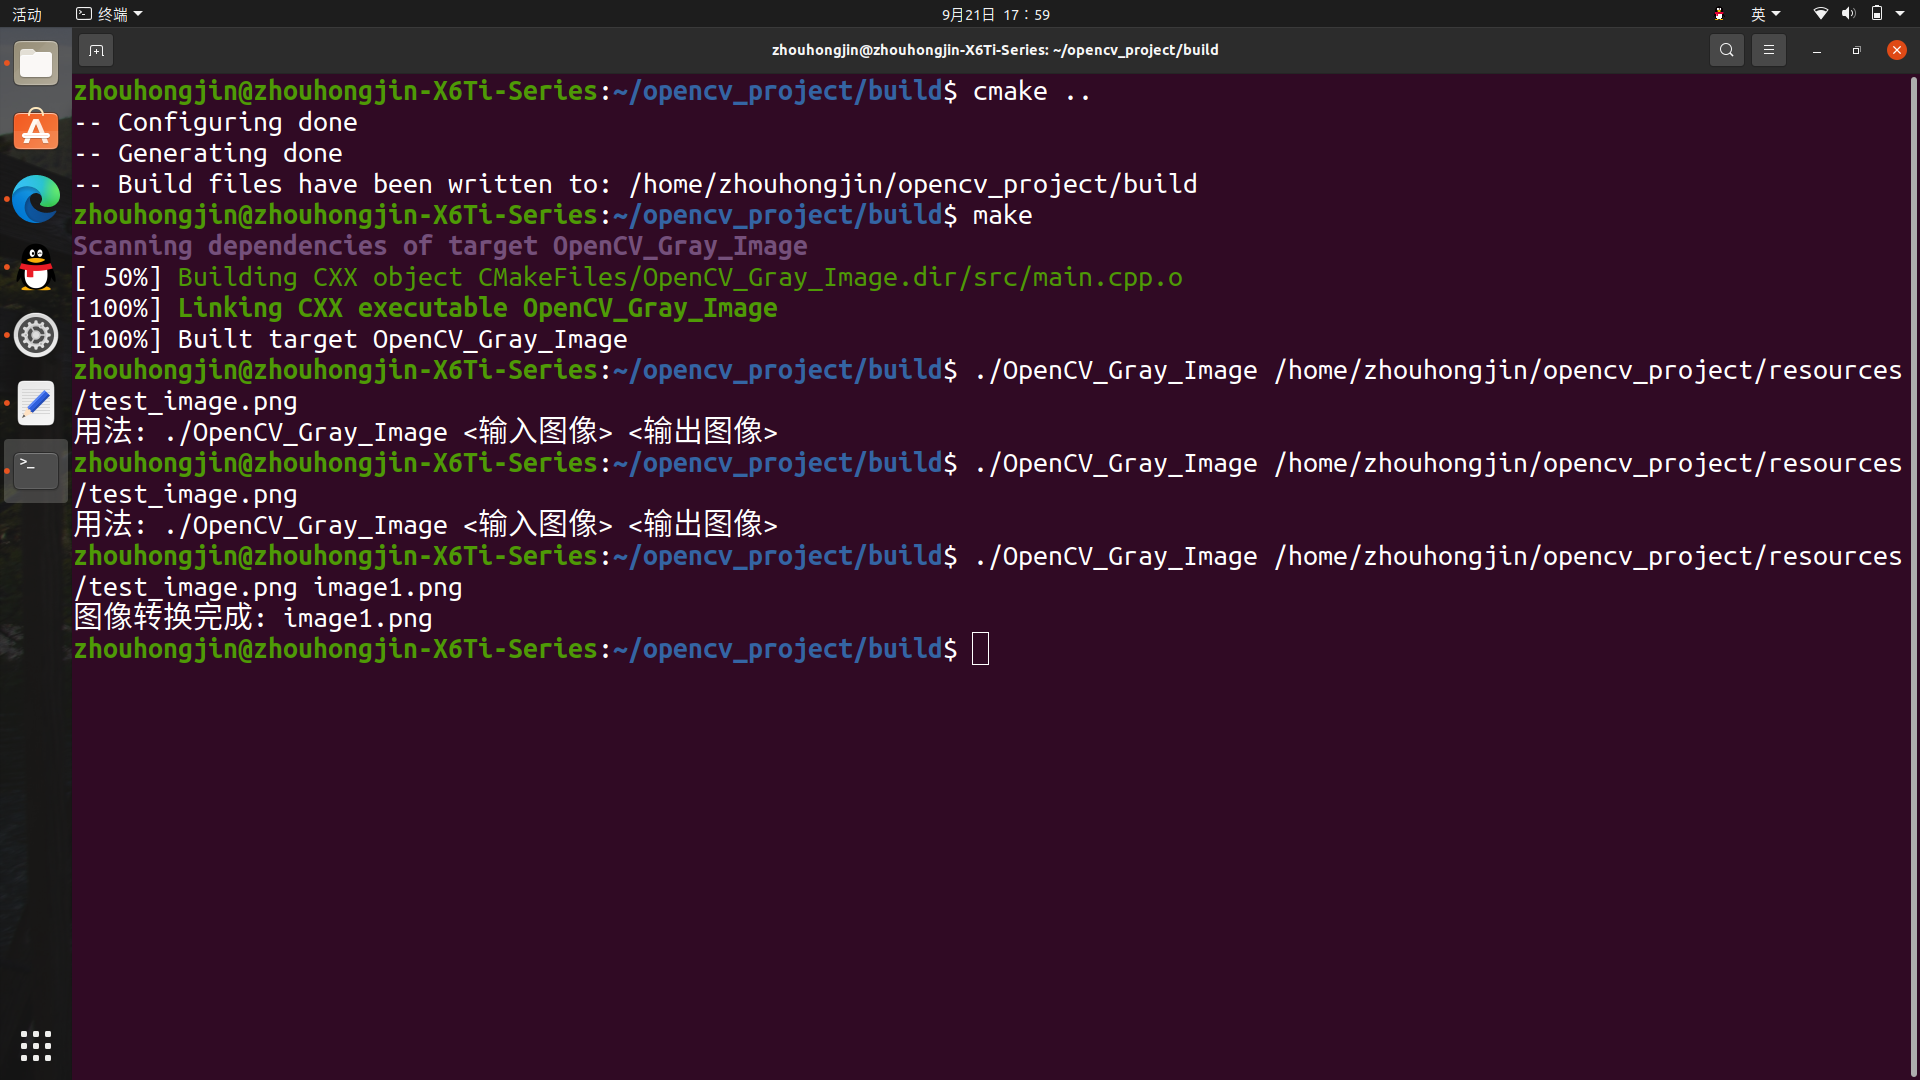 活动 终端 9月21日 17：59 英
zhouhongjin@zhouhongjin-X6Ti-Series: ~/opencv_project/build
zhouhongjin@zhouhongjin-X6Ti-Series:~/opencv_project/build$ cmake ..
-- Configuring done
-- Generating done
-- Build files have been written to: /home/zhouhongjin/opencv_project/build
zhouhongjin@zhouhongjin-X6Ti-Series:~/opencv_project/build$ make
Scanning dependencies of target OpenCV_Gray_Image
[ 50%] Building CXX object CMakeFiles/OpenCV_Gray_Image.dir/src/main.cpp.o
[100%] Linking CXX executable OpenCV_Gray_Image
[100%] Built target OpenCV_Gray_Image
zhouhongjin@zhouhongjin-X6Ti-Series:~/opencv_project/build$ ./OpenCV_Gray_Image /home/zhouhongjin/opencv_project/resources
/test_image.png
用法: ./OpenCV_Gray_Image <输入图像> <输出图像>
zhouhongjin@zhouhongjin-X6Ti-Series:~/opencv_project/build$ ./OpenCV_Gray_Image /home/zhouhongjin/opencv_project/resources
/test_image.png
用法: ./OpenCV_Gray_Image <输入图像> <输出图像>
zhouhongjin@zhouhongjin-X6Ti-Series:~/opencv_project/build$ ./OpenCV_Gray_Image /home/zhouhongjin/opencv_project/resources
/test_image.png image1.png
图像转换完成: image1.png
zhouhongjin@zhouhongjin-X6Ti-Series:~/opencv_project/build$